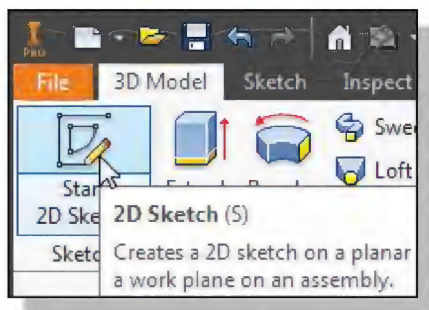 PRO
File 3D Model Sketch Inspect
Swee
Loft
Star
2D Ske
2D Sketch (S)
Sketc
Creates a 2D sketch on a planar
a work plane on an assembly.